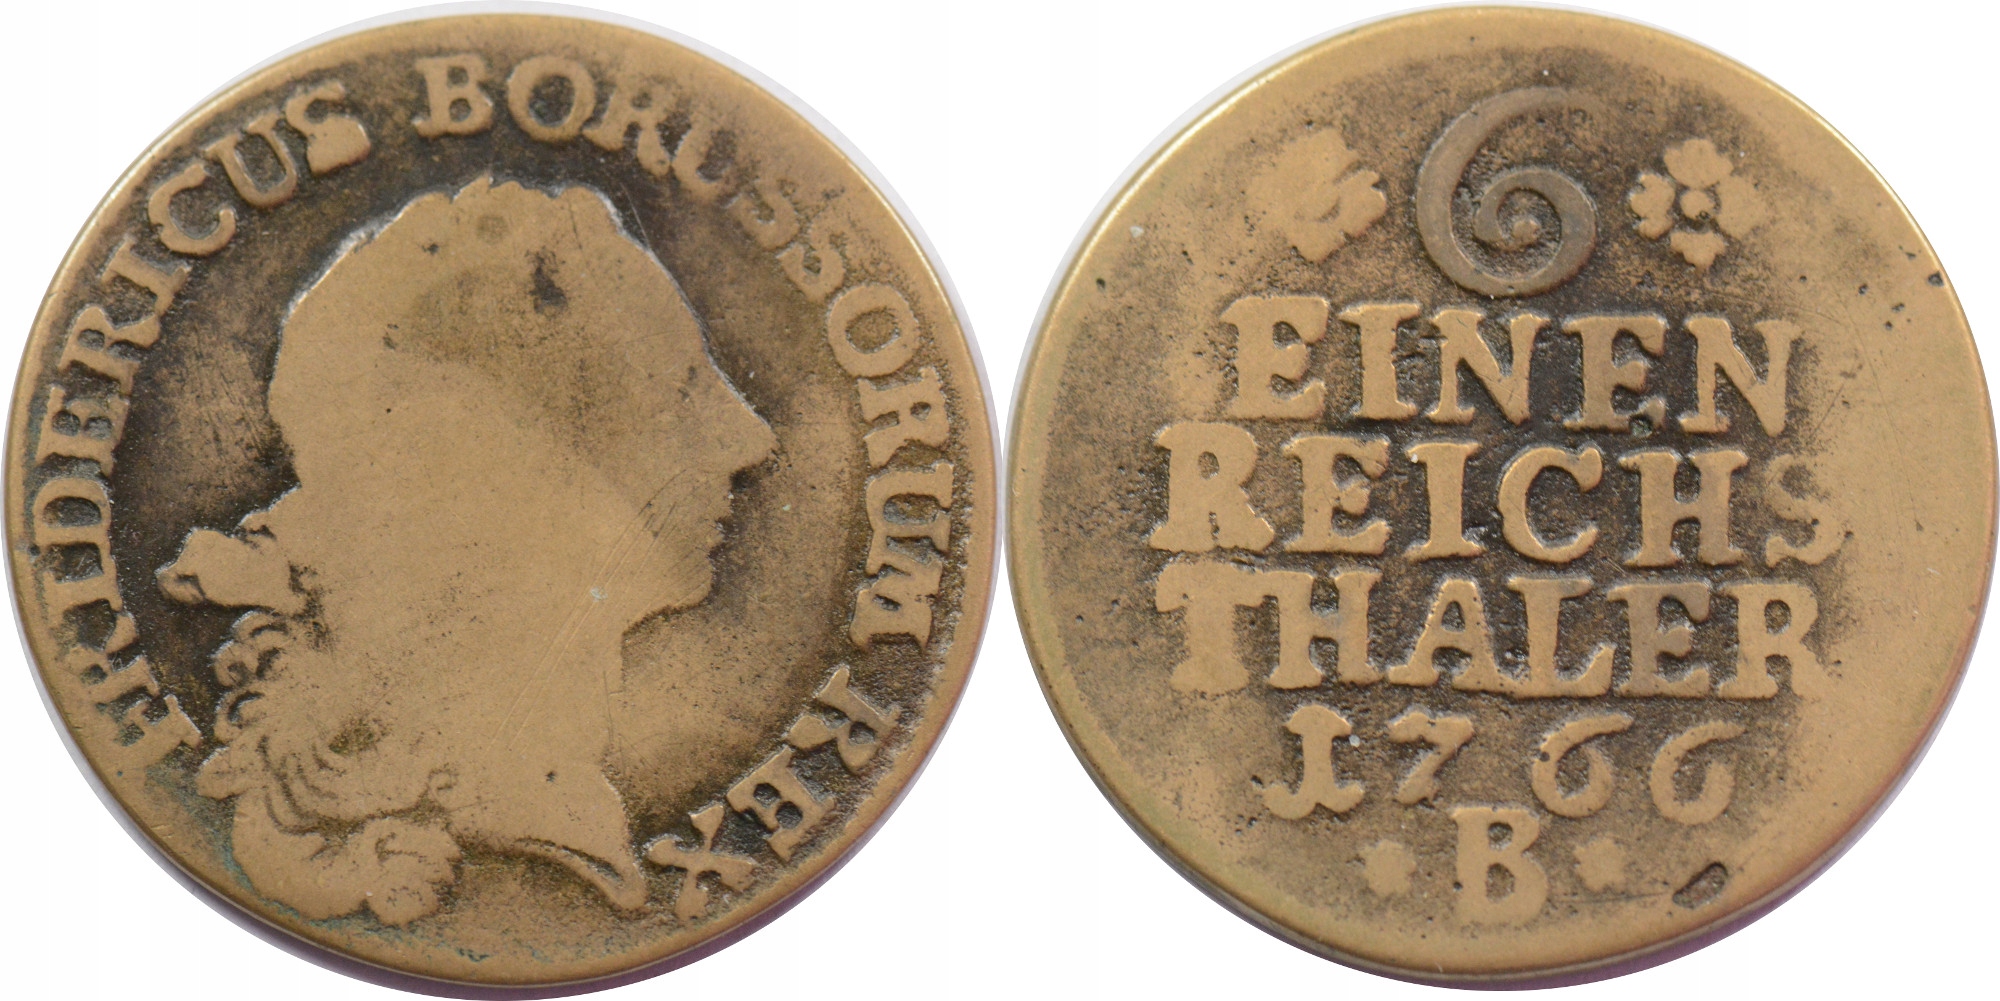 FRIDERICUS BORUSSORUM REX
6
EINEN
REICHS
THALER
1766
B